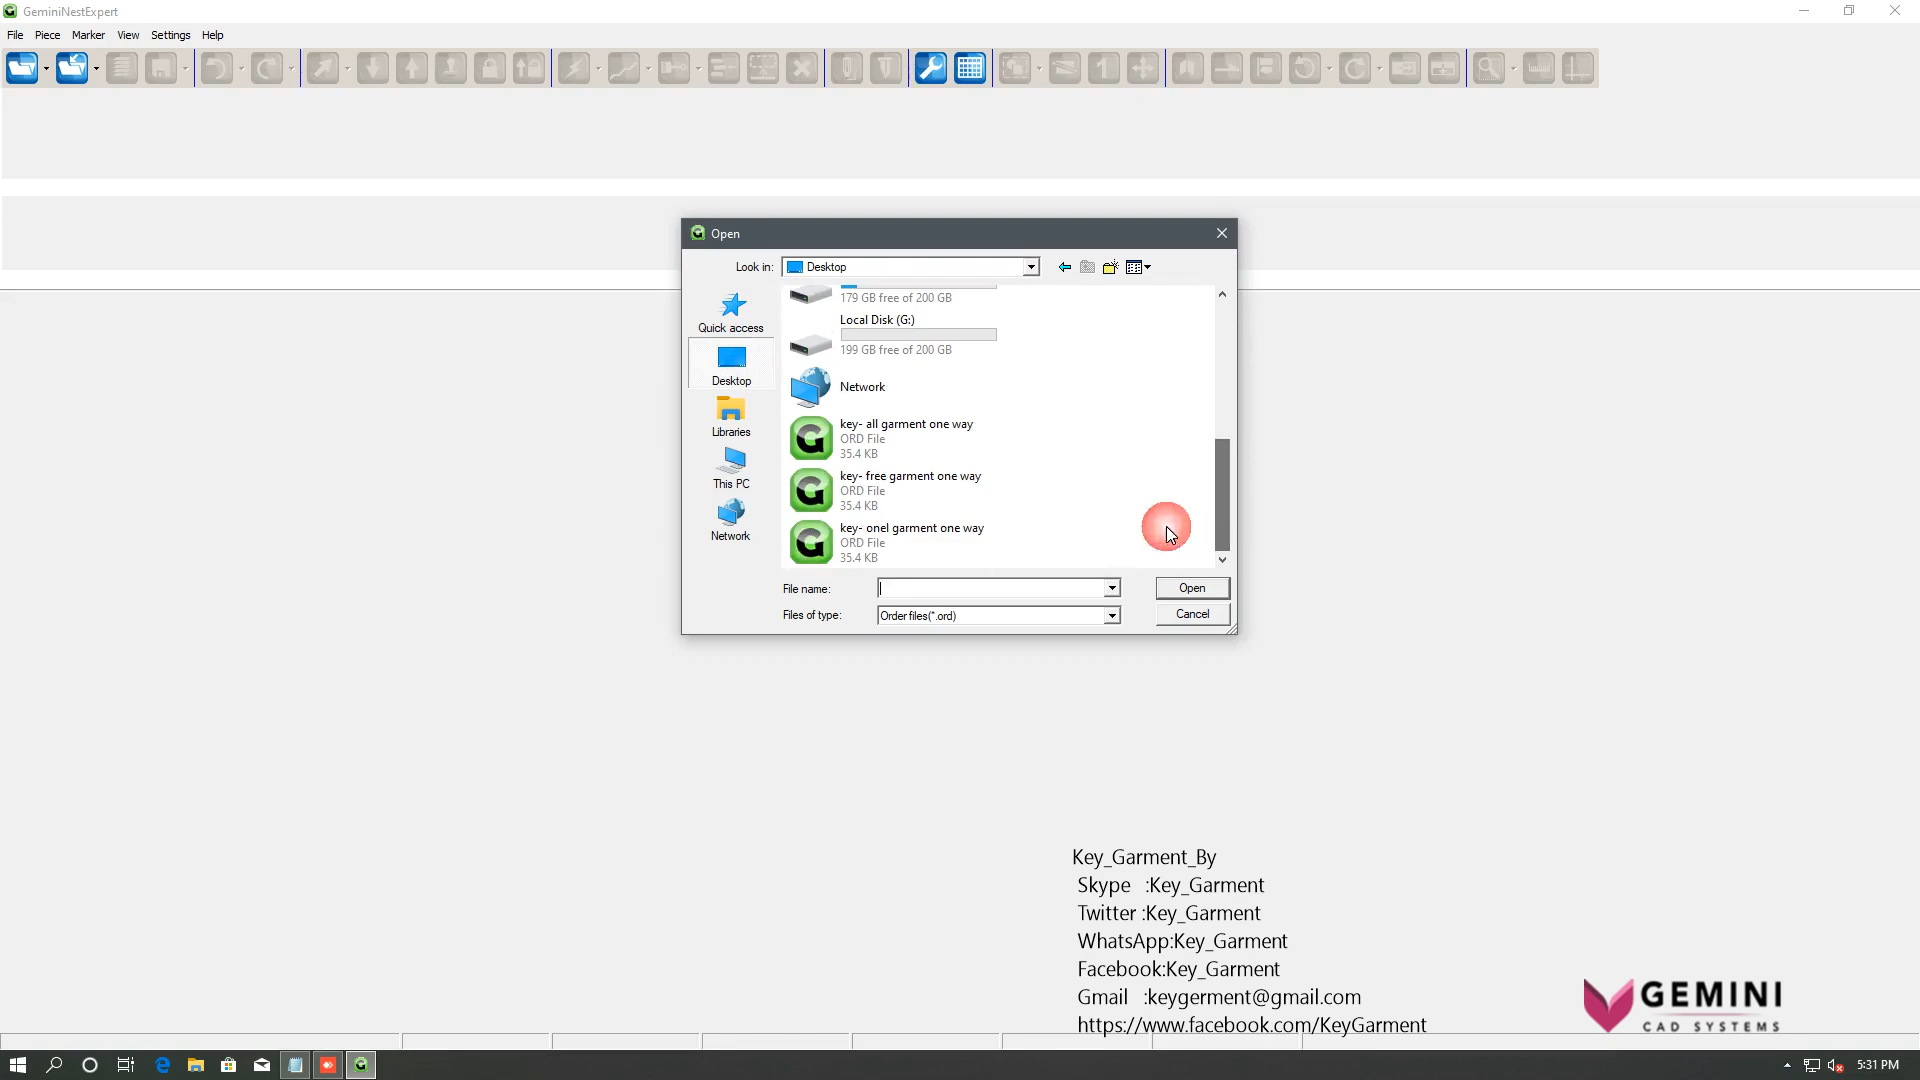 GeminiNestExpert
File Piece Marker View Settings Help
Open
Look in: Desktop
179 GB free of 200 GB
Quick access
Local Disk (G:)
199 GB free of 200 GB
Desktop
Network
Libraries
key- all garment one way
ORD File
35.4 KB
This PC
key- free garment one way
ORD File
35.4 KB
Network
key- onel garment one way
ORD File
35.4 KB
File name: Open
Files of type: Order files(*.ord) Cancel
Key_Garment_By
Skype :Key_Garment
Twitter :Key_Garment
WhatsApp:Key_Garment
Facebook:Key_Garment
Gmail :keygerment@gmail.com
https://www.facebook.com/KeyGarment
GEMINI
CAD SYSTEMS
5:31 PM